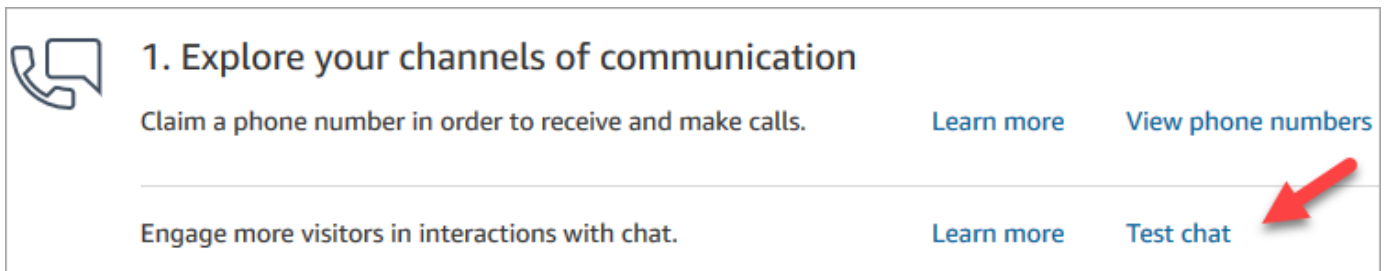 1. Explore your channels of communication
Claim a phone number in order to receive and make calls. Learn more View phone numbers
Engage more visitors in interactions with chat. Learn more Test chat